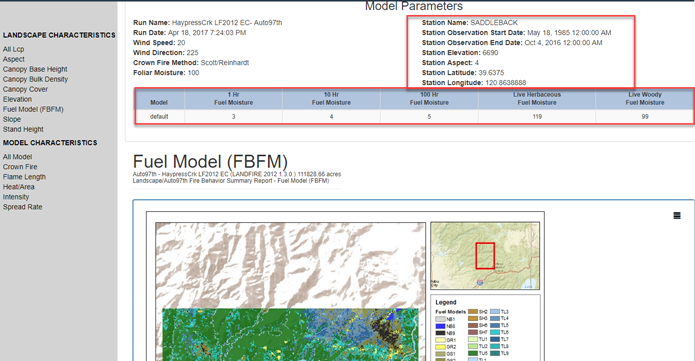 Model Parameters
LANDSCAPE CHARACTERISTICS
All Lcp
Aspect
Canopy Base Height
Canopy Bulk Density
Canopy Cover
Elevation
Fuel Model (FBFM)
Slope
Stand Height
MODEL CHARACTERISTICS
All Model
Crown Fire
Flame Length
Heat/Area
Intensity
Spread Rate
Run Name: HaypressCrk LF2012 EC- Auto97th
Run Date: Apr 18, 2017 7:24:03 PM
Wind Speed: 20
Wind Direction: 225
Crown Fire Method: Scott/Reinhardt
Foliar Moisture: 100
Station Name: SADDLEBACK
Station Observation Start Date: May 18, 1985 12:00:00 AM
Station Observation End Date: Oct 4, 2016 12:00:00 AM
Station Elevation: 6690
Station Aspect: 4
Station Latitude: 39.6375
Station Longitude: 120.8638888
Model 1 Hr Fuel Moisture 10 Hr Fuel Moisture 100 Hr Fuel Moisture Live Herbaceous Fuel Moisture Live Woody Fuel Moisture
default 3 4 5 119 99
Fuel Model (FBFM)
Auto97th - HaypressCrk LF2012 EC (LANDFIRE 2012 1.3.0 ) 111828.66 acres
Landscape/Auto97th Fire Behavior Summary Report - Fuel Model (FBFM)
Legend
Fuel Models
NB1
NB8
NB9
GR1
GR2
GS1
SH2
SH5
SH7
TU1
TU2
TU5
TL1
TL3
TL4
TL5
TL6
TL7
TL8
TL9